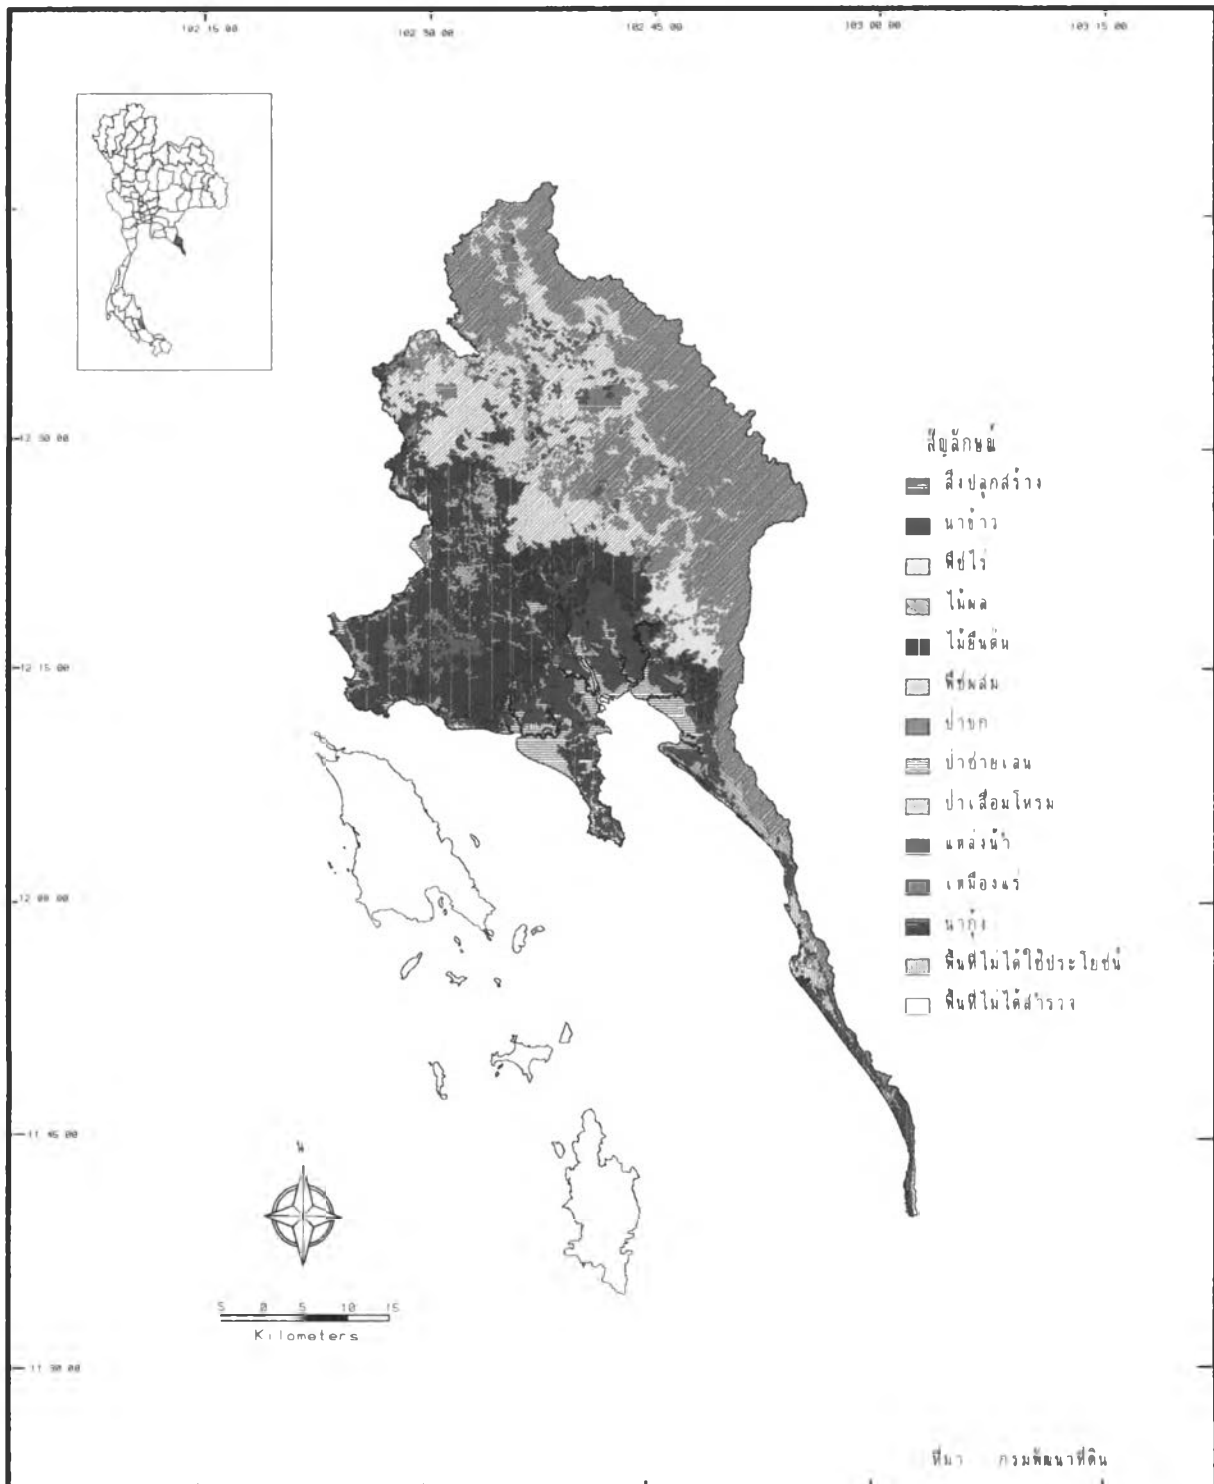 102 15 00
102 30 00
102 45 00
103 00 00
103 15 00
12 30 00
สัญลักษณ์
สิ่งปลูกสร้าง
นาข้าว
พืชไร่
ไม้ผล
ไม้ยืนต้น
12 15 00
พืชผสม
ป่าบก
ป่าชายเลน
ป่าเสื่อมโทรม
แหล่งน้ำ
เหมืองแร่
12 00 00
นากุ้ง
พื้นที่ไม่ได้ใช้ประโยชน์
พื้นที่ไม่ได้สำรวจ
11 45 00
น
5 0 5 10 15
Kilometers
11 30 00
ที่มา กรมพัฒนาที่ดิน